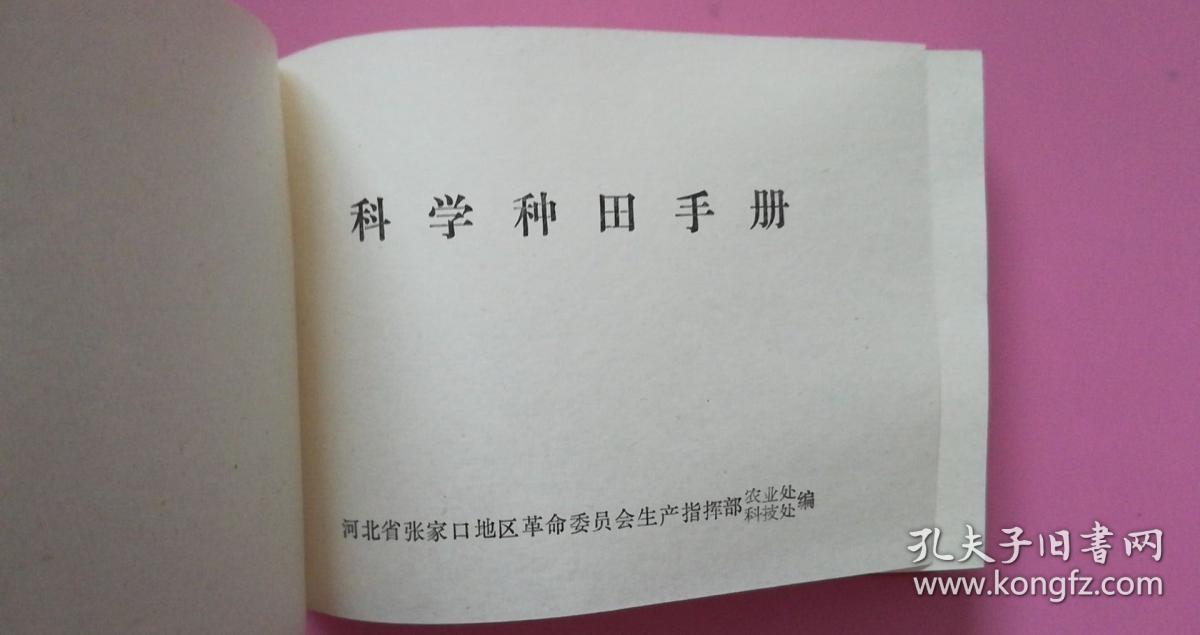 科学种田手册
河北省张家口地区革命委员会生产指挥部农业处科技处编
孔夫子旧书网
www.kongfz.com